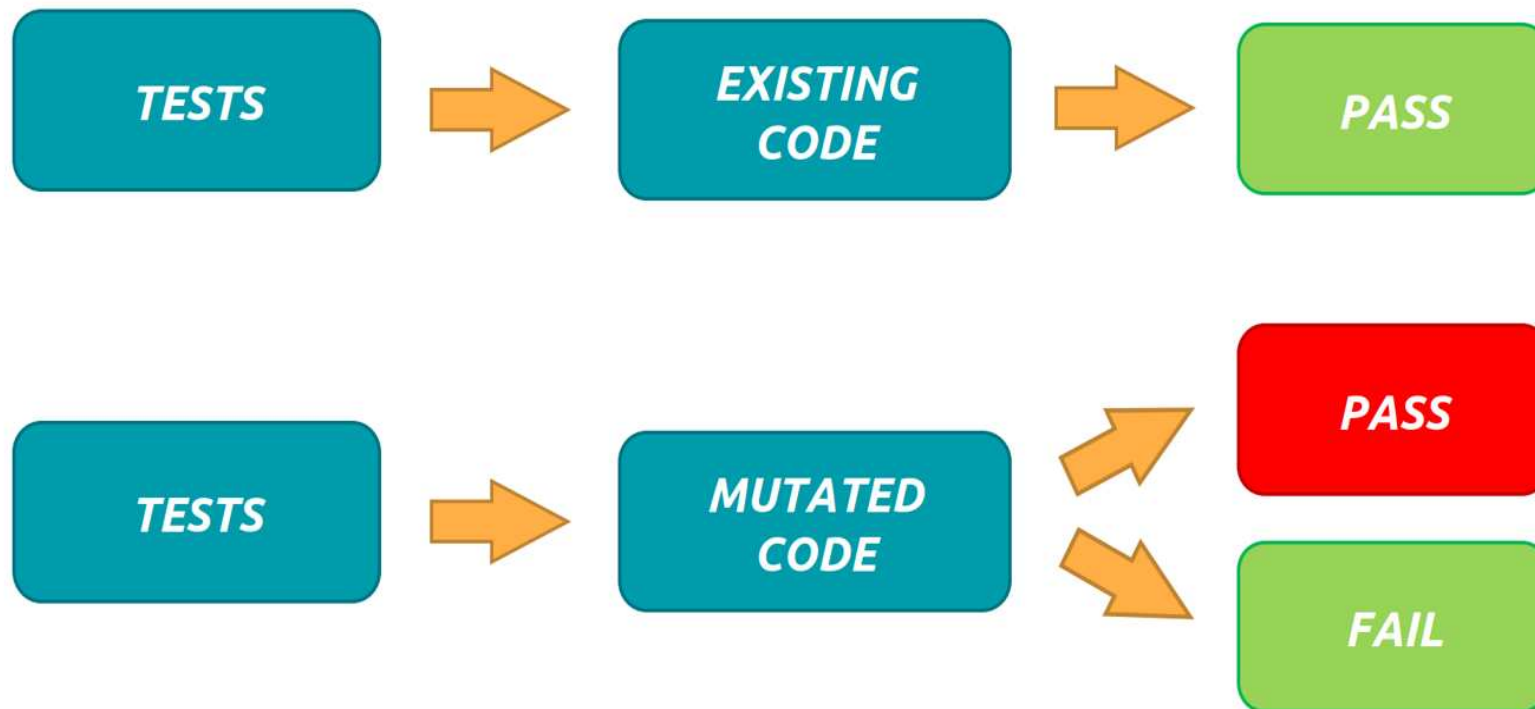 TESTS
EXISTING
CODE
PASS
TESTS
MUTATED
CODE
PASS
FAIL